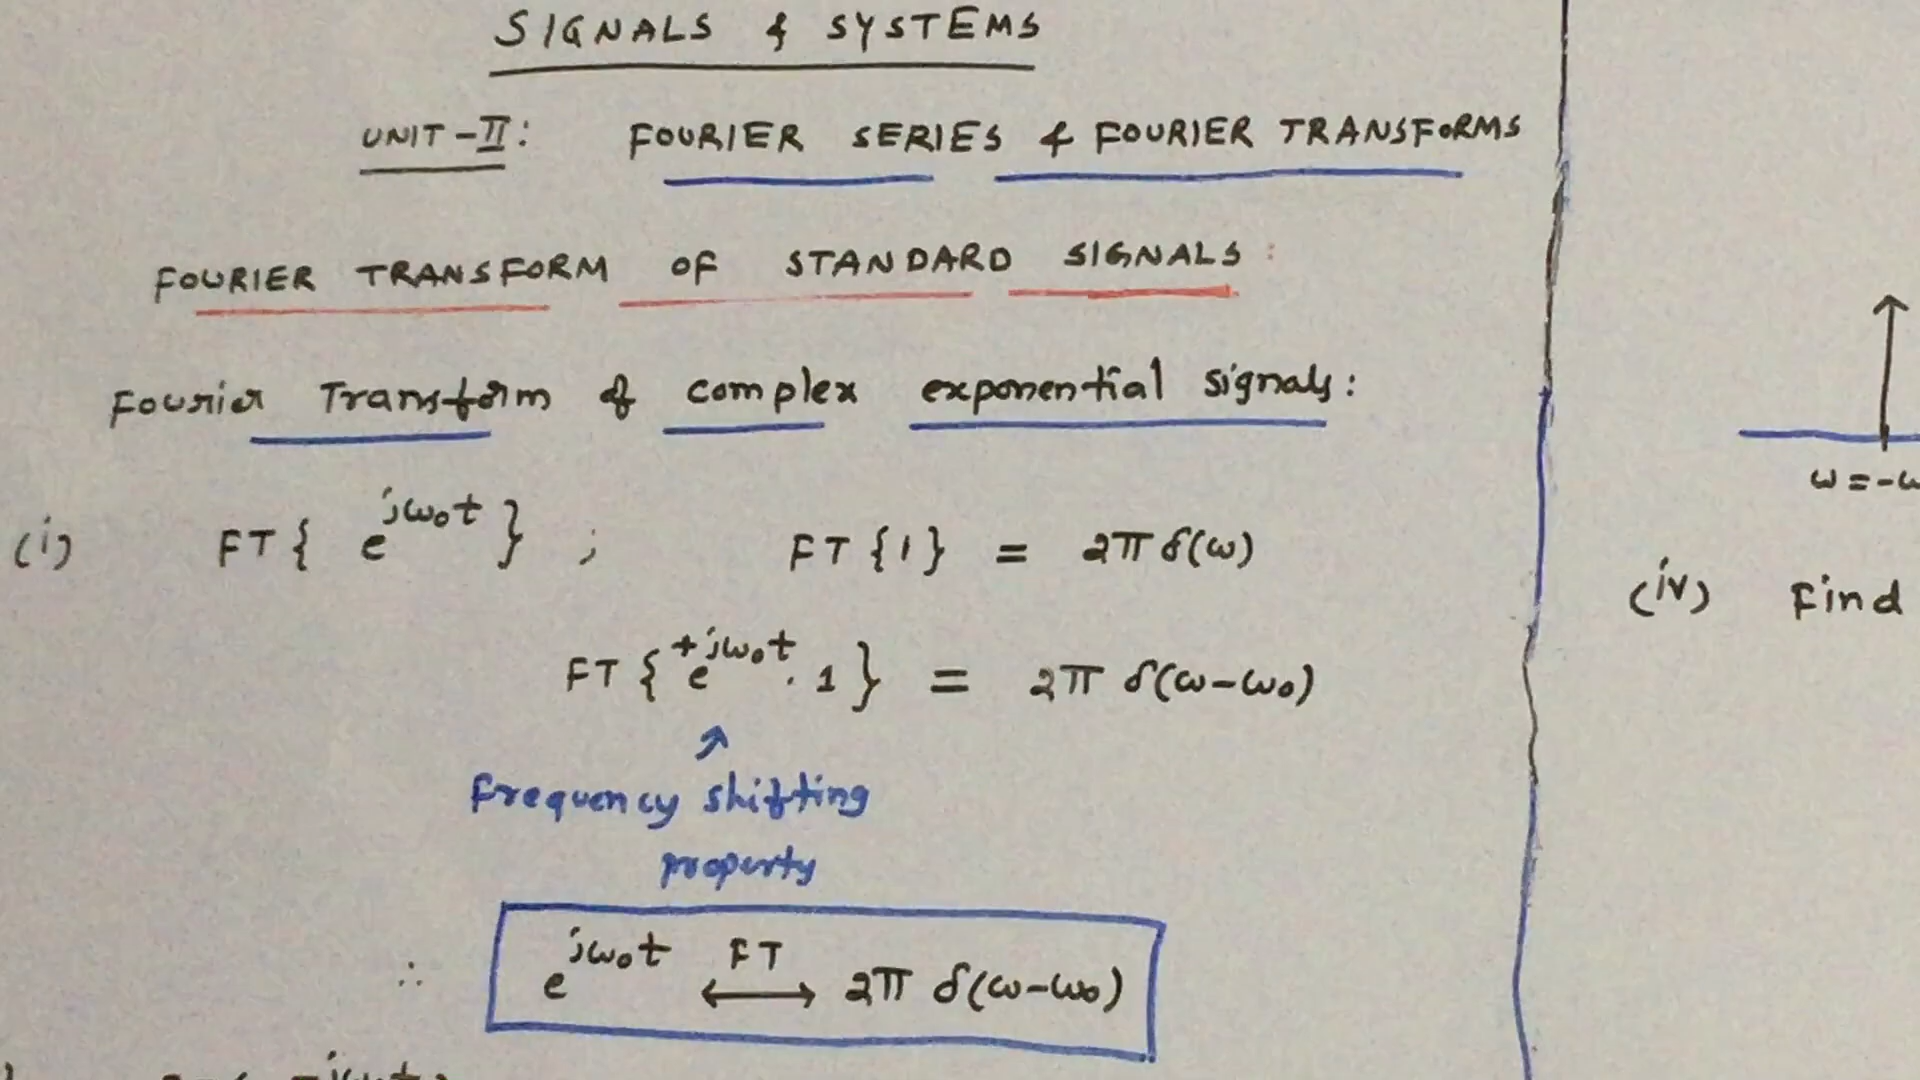 SIGNALS & SYSTEMS
UNIT-II: FOURIER SERIES & FOURIER TRANSFORMS
FOURIER TRANSFORM OF STANDARD SIGNALS:
Fourier Transform of complex exponential signals:
(i) FT{ e^{jω₀t} } ; FT{1} = 2π δ(ω)
FT{ e^{+jω₀t} . 1 } = 2π δ(ω-ω₀)
↗
Frequency shifting
property
∴ e^{jω₀t} ⟷^{FT} 2π δ(ω-ω₀)
ω=-ω
(iv) Find